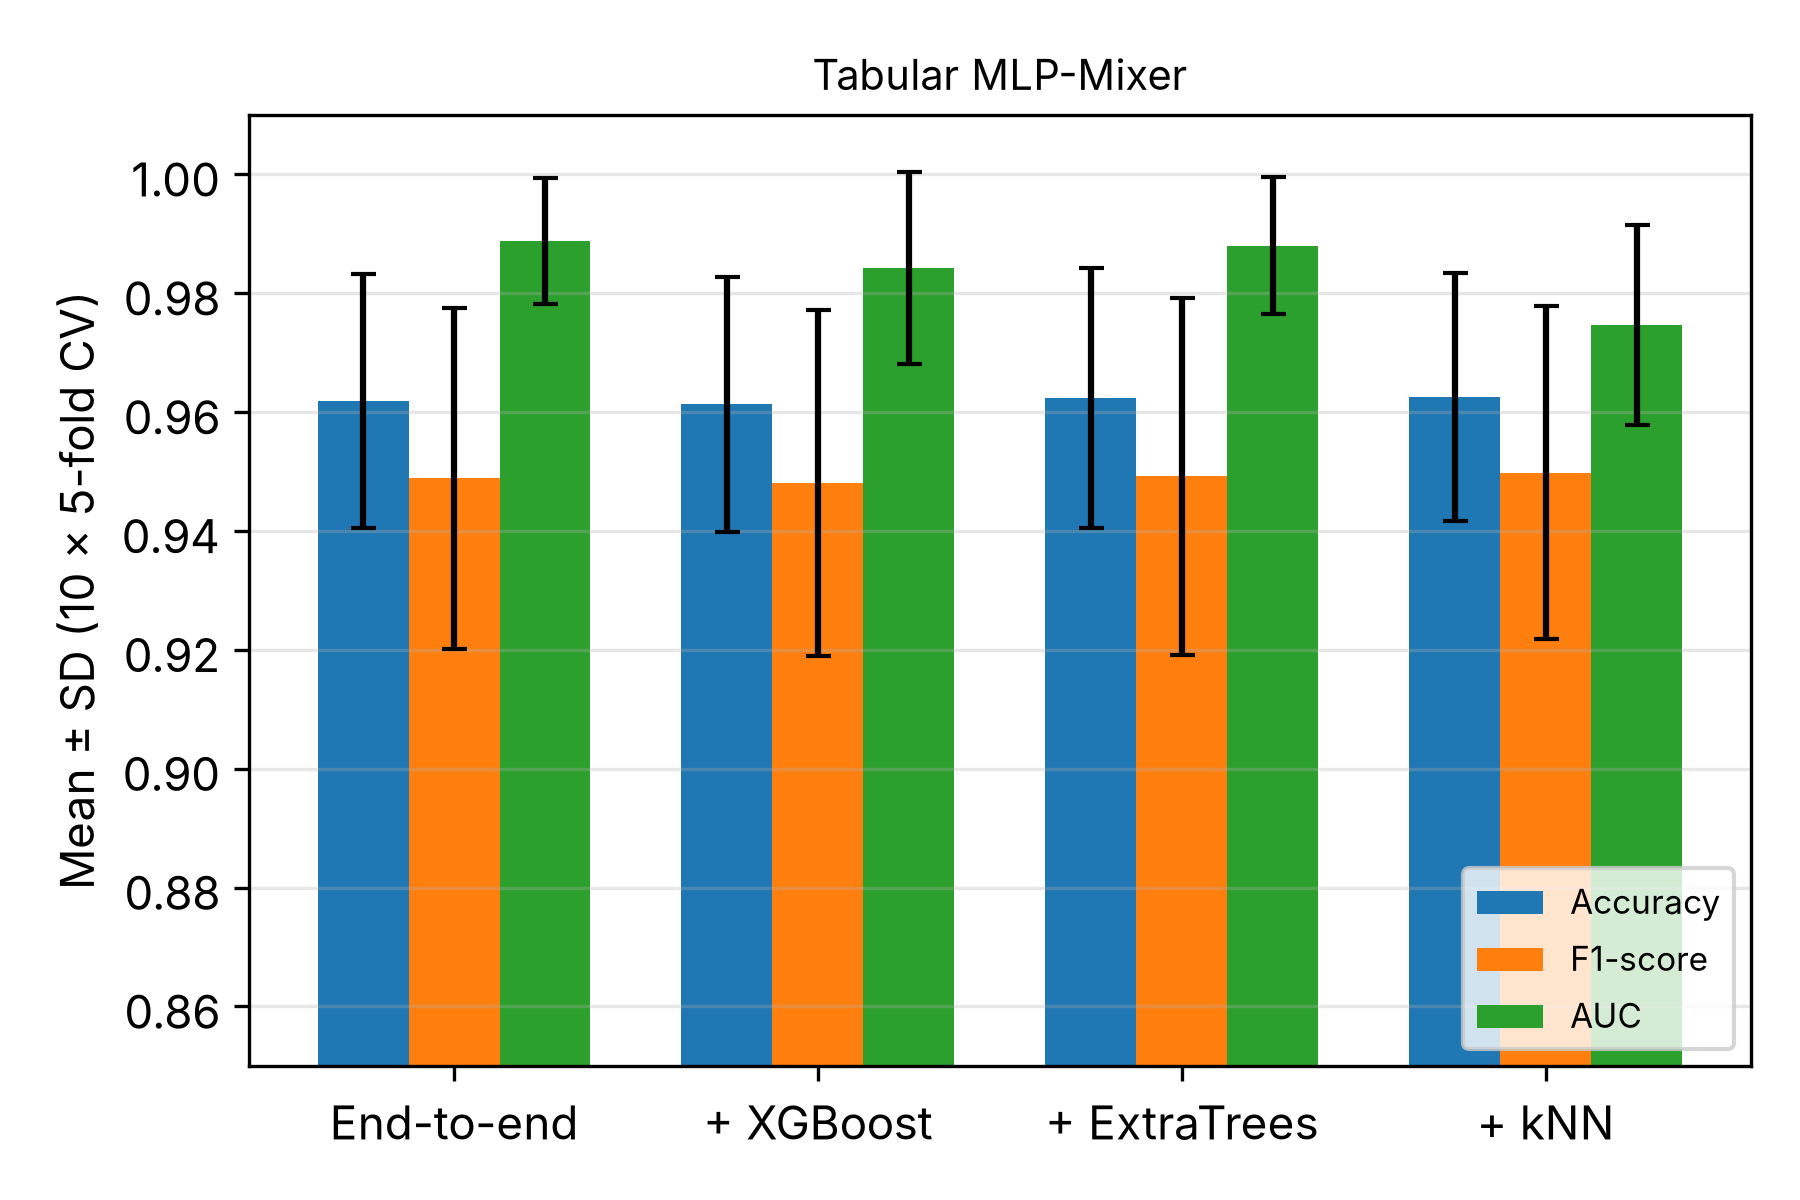 Tabular MLP-Mixer
Mean ± SD (10 × 5-fold CV)
1.00
0.98
0.96
0.94
0.92
0.90
0.88
0.86
End-to-end
+ XGBoost
+ ExtraTrees
+ kNN
Accuracy
F1-score
AUC